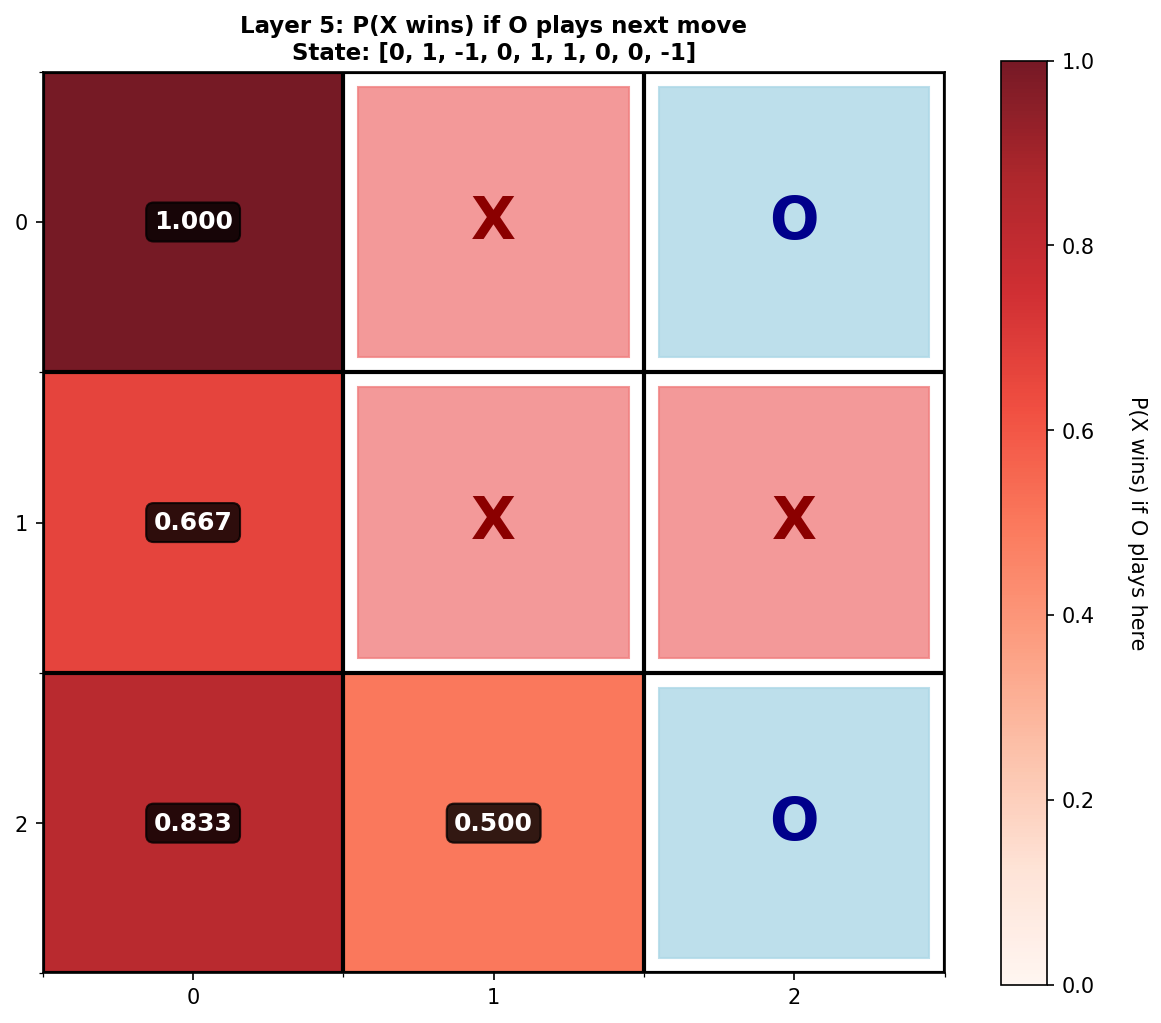 Layer 5: P(X wins) if O plays next move
State: [0, 1, -1, 0, 1, 1, 0, 0, -1]
0
1.000
X
O
1
0.667
X
X
2
0.833
0.500
O
0
1
2
1.0
0.8
0.6
0.4
0.2
0.0
P(X wins) if O plays here